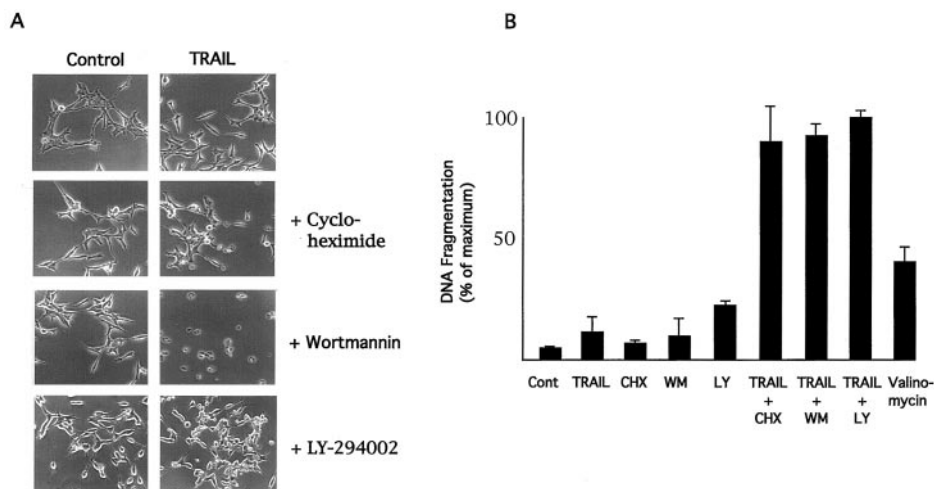 A
Control TRAIL
+ Cyclo-
heximide
+ Wortmannin
+ LY-294002
B
DNA Fragmentation
(% of maximum)
100
50
Cont TRAIL CHX WM LY TRAIL TRAIL TRAIL Valino-
+ + + mycin
CHX WM LY